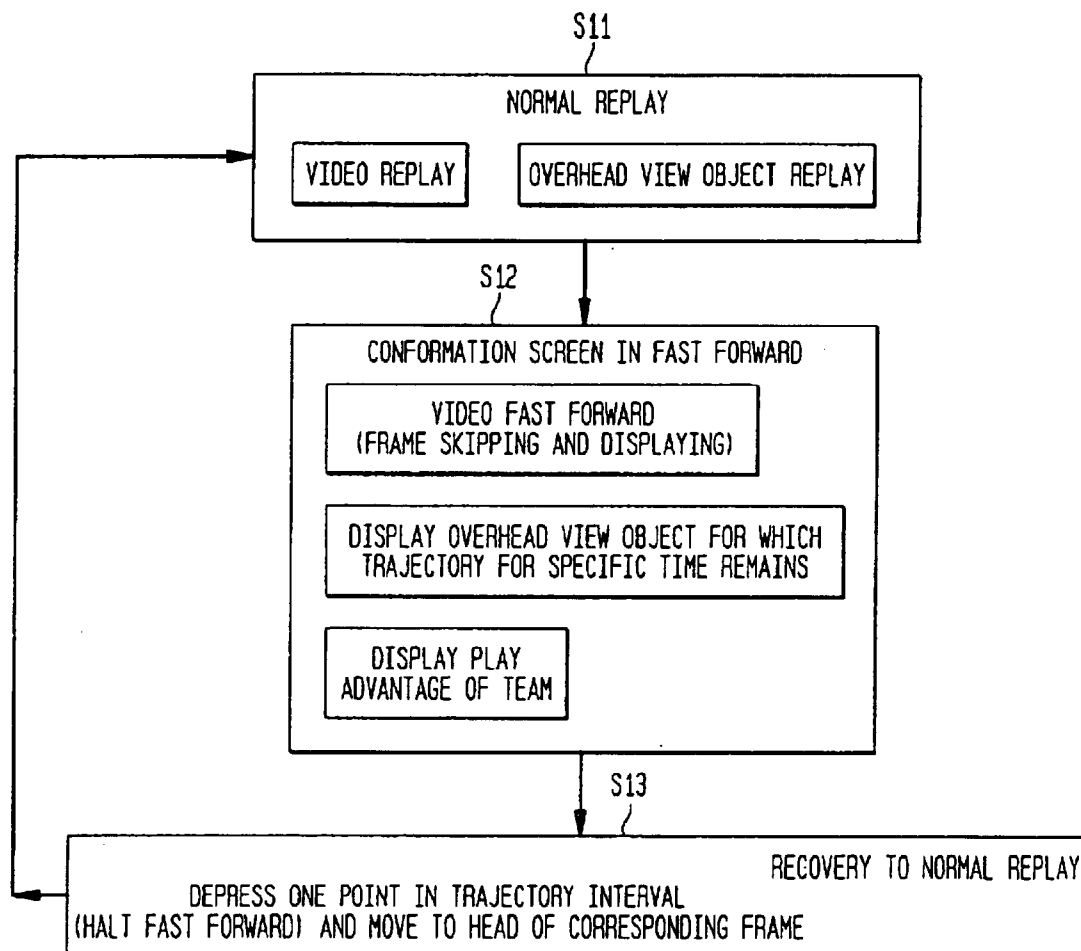 S11
NORMAL REPLAY
VIDEO REPLAY
OVERHEAD VIEW OBJECT REPLAY
S12
CONFORMATION SCREEN IN FAST FORWARD
VIDEO FAST FORWARD
(FRAME SKIPPING AND DISPLAYING)
DISPLAY OVERHEAD VIEW OBJECT FOR WHICH
TRAJECTORY FOR SPECIFIC TIME REMAINS
DISPLAY PLAY
ADVANTAGE OF TEAM
S13
RECOVERY TO NORMAL REPLAY
DEPRESS ONE POINT IN TRAJECTORY INTERVAL
(HALT FAST FORWARD) AND MOVE TO HEAD OF CORRESPONDING FRAME